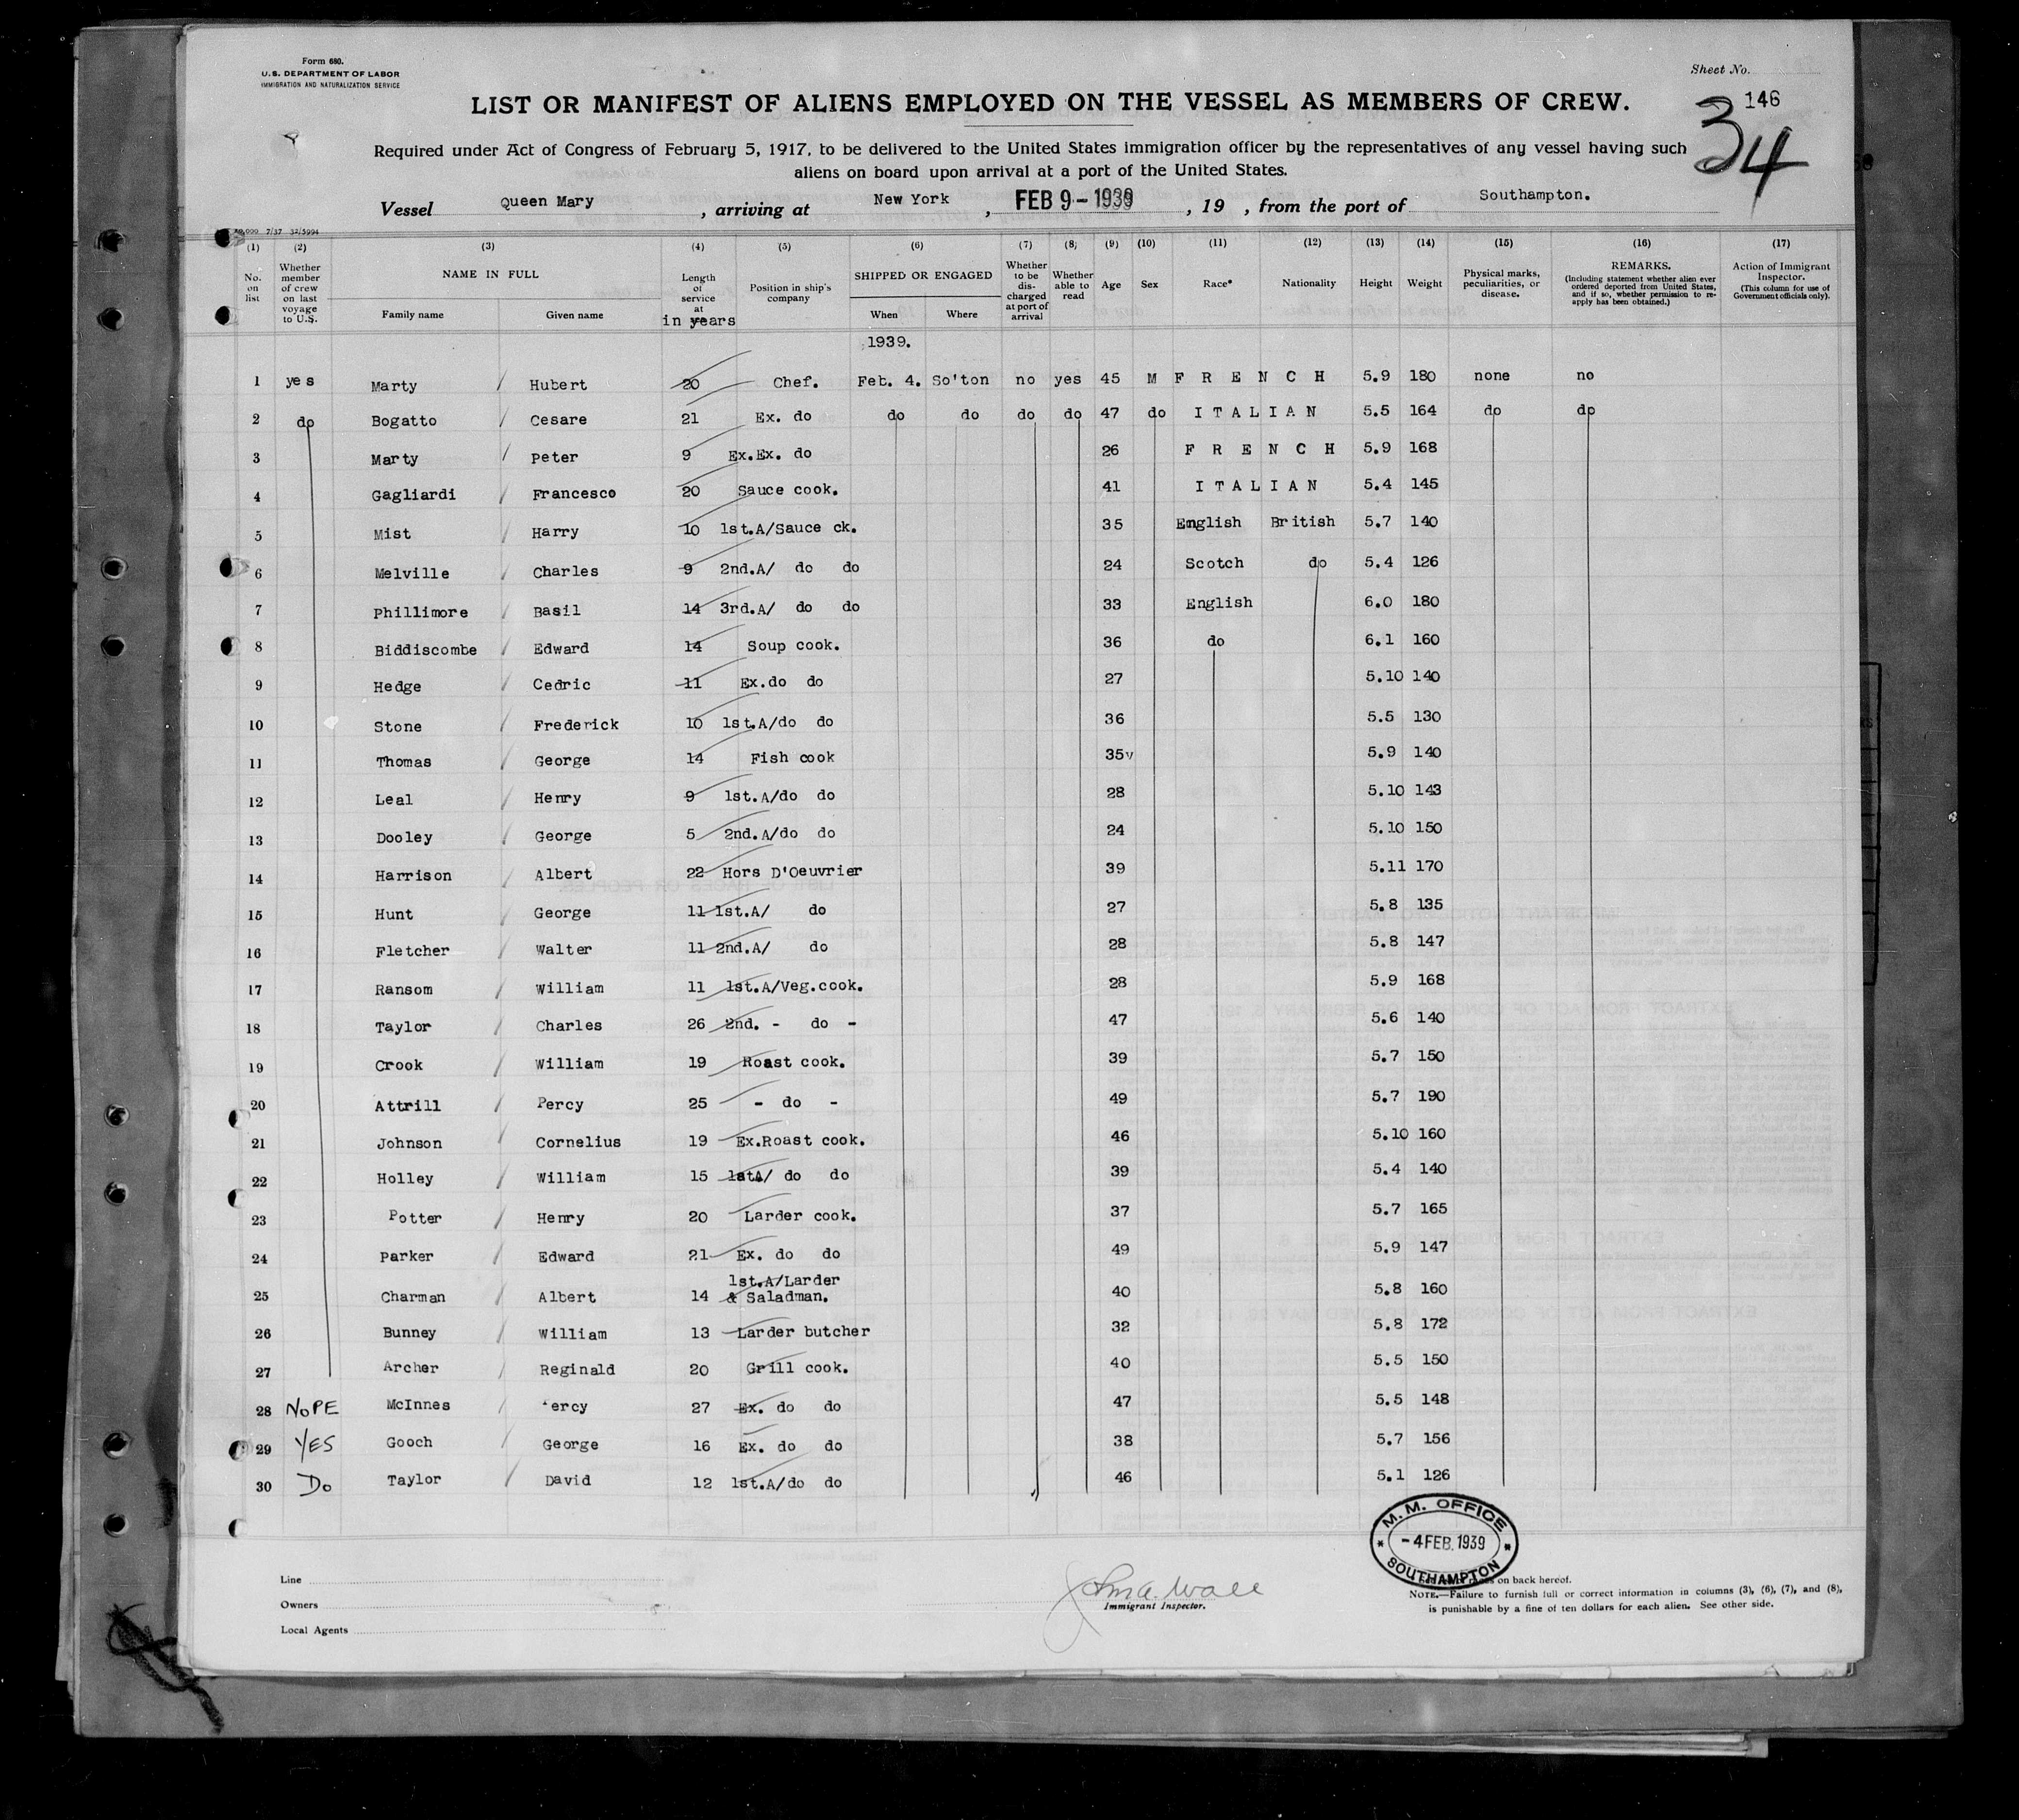 Form 680.
U.S. DEPARTMENT OF LABOR
IMMIGRATION AND NATURALIZATION SERVICE
Sheet No.
146
34
LIST OR MANIFEST OF ALIENS EMPLOYED ON THE VESSEL AS MEMBERS OF CREW.
Required under Act of Congress of February 5, 1917, to be delivered to the United States immigration officer by the representatives of any vessel having such
aliens on board upon arrival at a port of the United States.
Vessel Queen Mary, arriving at New York, FEB 9 - 1939, 19 , from the port of Southampton.
7/37 32/5994
(1) (2) (3) (4) (5) (6) (7) (8) (9) (10) (11) (12) (13) (14) (15) (16) (17)
No. on list
Whether member of crew on last voyage to U.S.
NAME IN FULL
Family name Given name
Length of service at sea
in years
Position in ship's company
SHIPPED OR ENGAGED
When Where
Whether to be discharged at port of arrival
Whether able to read
Age
Sex
Race*
Nationality
Height
Weight
Physical marks, peculiarities, or disease.
REMARKS.
(Including statement whether alien ever ordered deported from United States, and if so, whether permission to reapply has been obtained.)
Action of Immigrant Inspector.
(This column for use of Government officials only).
1939.
1 yes Marty / Hubert 20 Chef. Feb. 4. So'ton no yes 45 M F R E N C H 5.9 180 none no
2 do Bogatto / Cesare 21 Ex. do do do do do 47 do I T A L I A N 5.5 164 do do
3 Marty / Peter 9 Ex.Ex. do 26 F R E N C H 5.9 168
4 Gagliardi / Francesco 20 Sauce cook. 41 I T A L I A N 5.4 145
5 Mist / Harry 10 1st.A/Sauce ck. 35 English British 5.7 140
6 Melville / Charles 9 2nd.A/ do do 24 Scotch do 5.4 126
7 Phillimore / Basil 14 3rd.A/ do do 33 English 6.0 180
8 Biddiscombe / Edward 14 Soup cook. 36 do 6.1 160
9 Hedge / Cedric 11 Ex.do do 27 5.10 140
10 Stone / Frederick 10 1st.A/do do 36 5.5 130
11 Thomas / George 14 Fish cook 35v 5.9 140
12 Leal / Henry 9 1st.A/do do 28 5.10 143
13 Dooley / George 5 2nd.A/do do 24 5.10 150
14 Harrison / Albert 22 Hors D'Oeuvrier 39 5.11 170
15 Hunt / George 11 1st.A/ do 27 5.8 135
16 Fletcher / Walter 11 2nd.A/ do 28 5.8 147
17 Ransom / William 11 1st.A/Veg.cook. 28 5.9 168
18 Taylor / Charles 26 2nd. - do - 47 5.6 140
19 Crook / William 19 Roast cook. 39 5.7 150
20 Attrill / Percy 25 - do - 49 5.7 190
21 Johnson / Cornelius 19 Ex.Roast cook. 46 5.10 160
22 Holley / William 15 1stA/ do do 39 5.4 140
23 Potter / Henry 20 Larder cook. 37 5.7 165
24 Parker / Edward 21 Ex. do do 49 5.9 147
25 Charman / Albert 14 1st.A/Larder & Saladman. 40 5.8 160
26 Bunney / William 13 Larder butcher 32 5.8 172
27 Archer / Reginald 20 Grill cook. 40 5.5 150
28 NOPE McInnes / Percy 27 Ex. do do 47 5.5 148
29 YES Gooch / George 16 Ex. do do 38 5.7 156
30 Do Taylor / David 12 1st.A/do do 46 5.1 126
M. M. OFFICE
- 4 FEB. 1939
SOUTHAMPTON
Line
Owners
Local Agents
Immigrant Inspector.
on back hereof.
NOTE.—Failure to furnish full or correct information in columns (3), (6), (7), and (8),
is punishable by a fine of ten dollars for each alien. See other side.